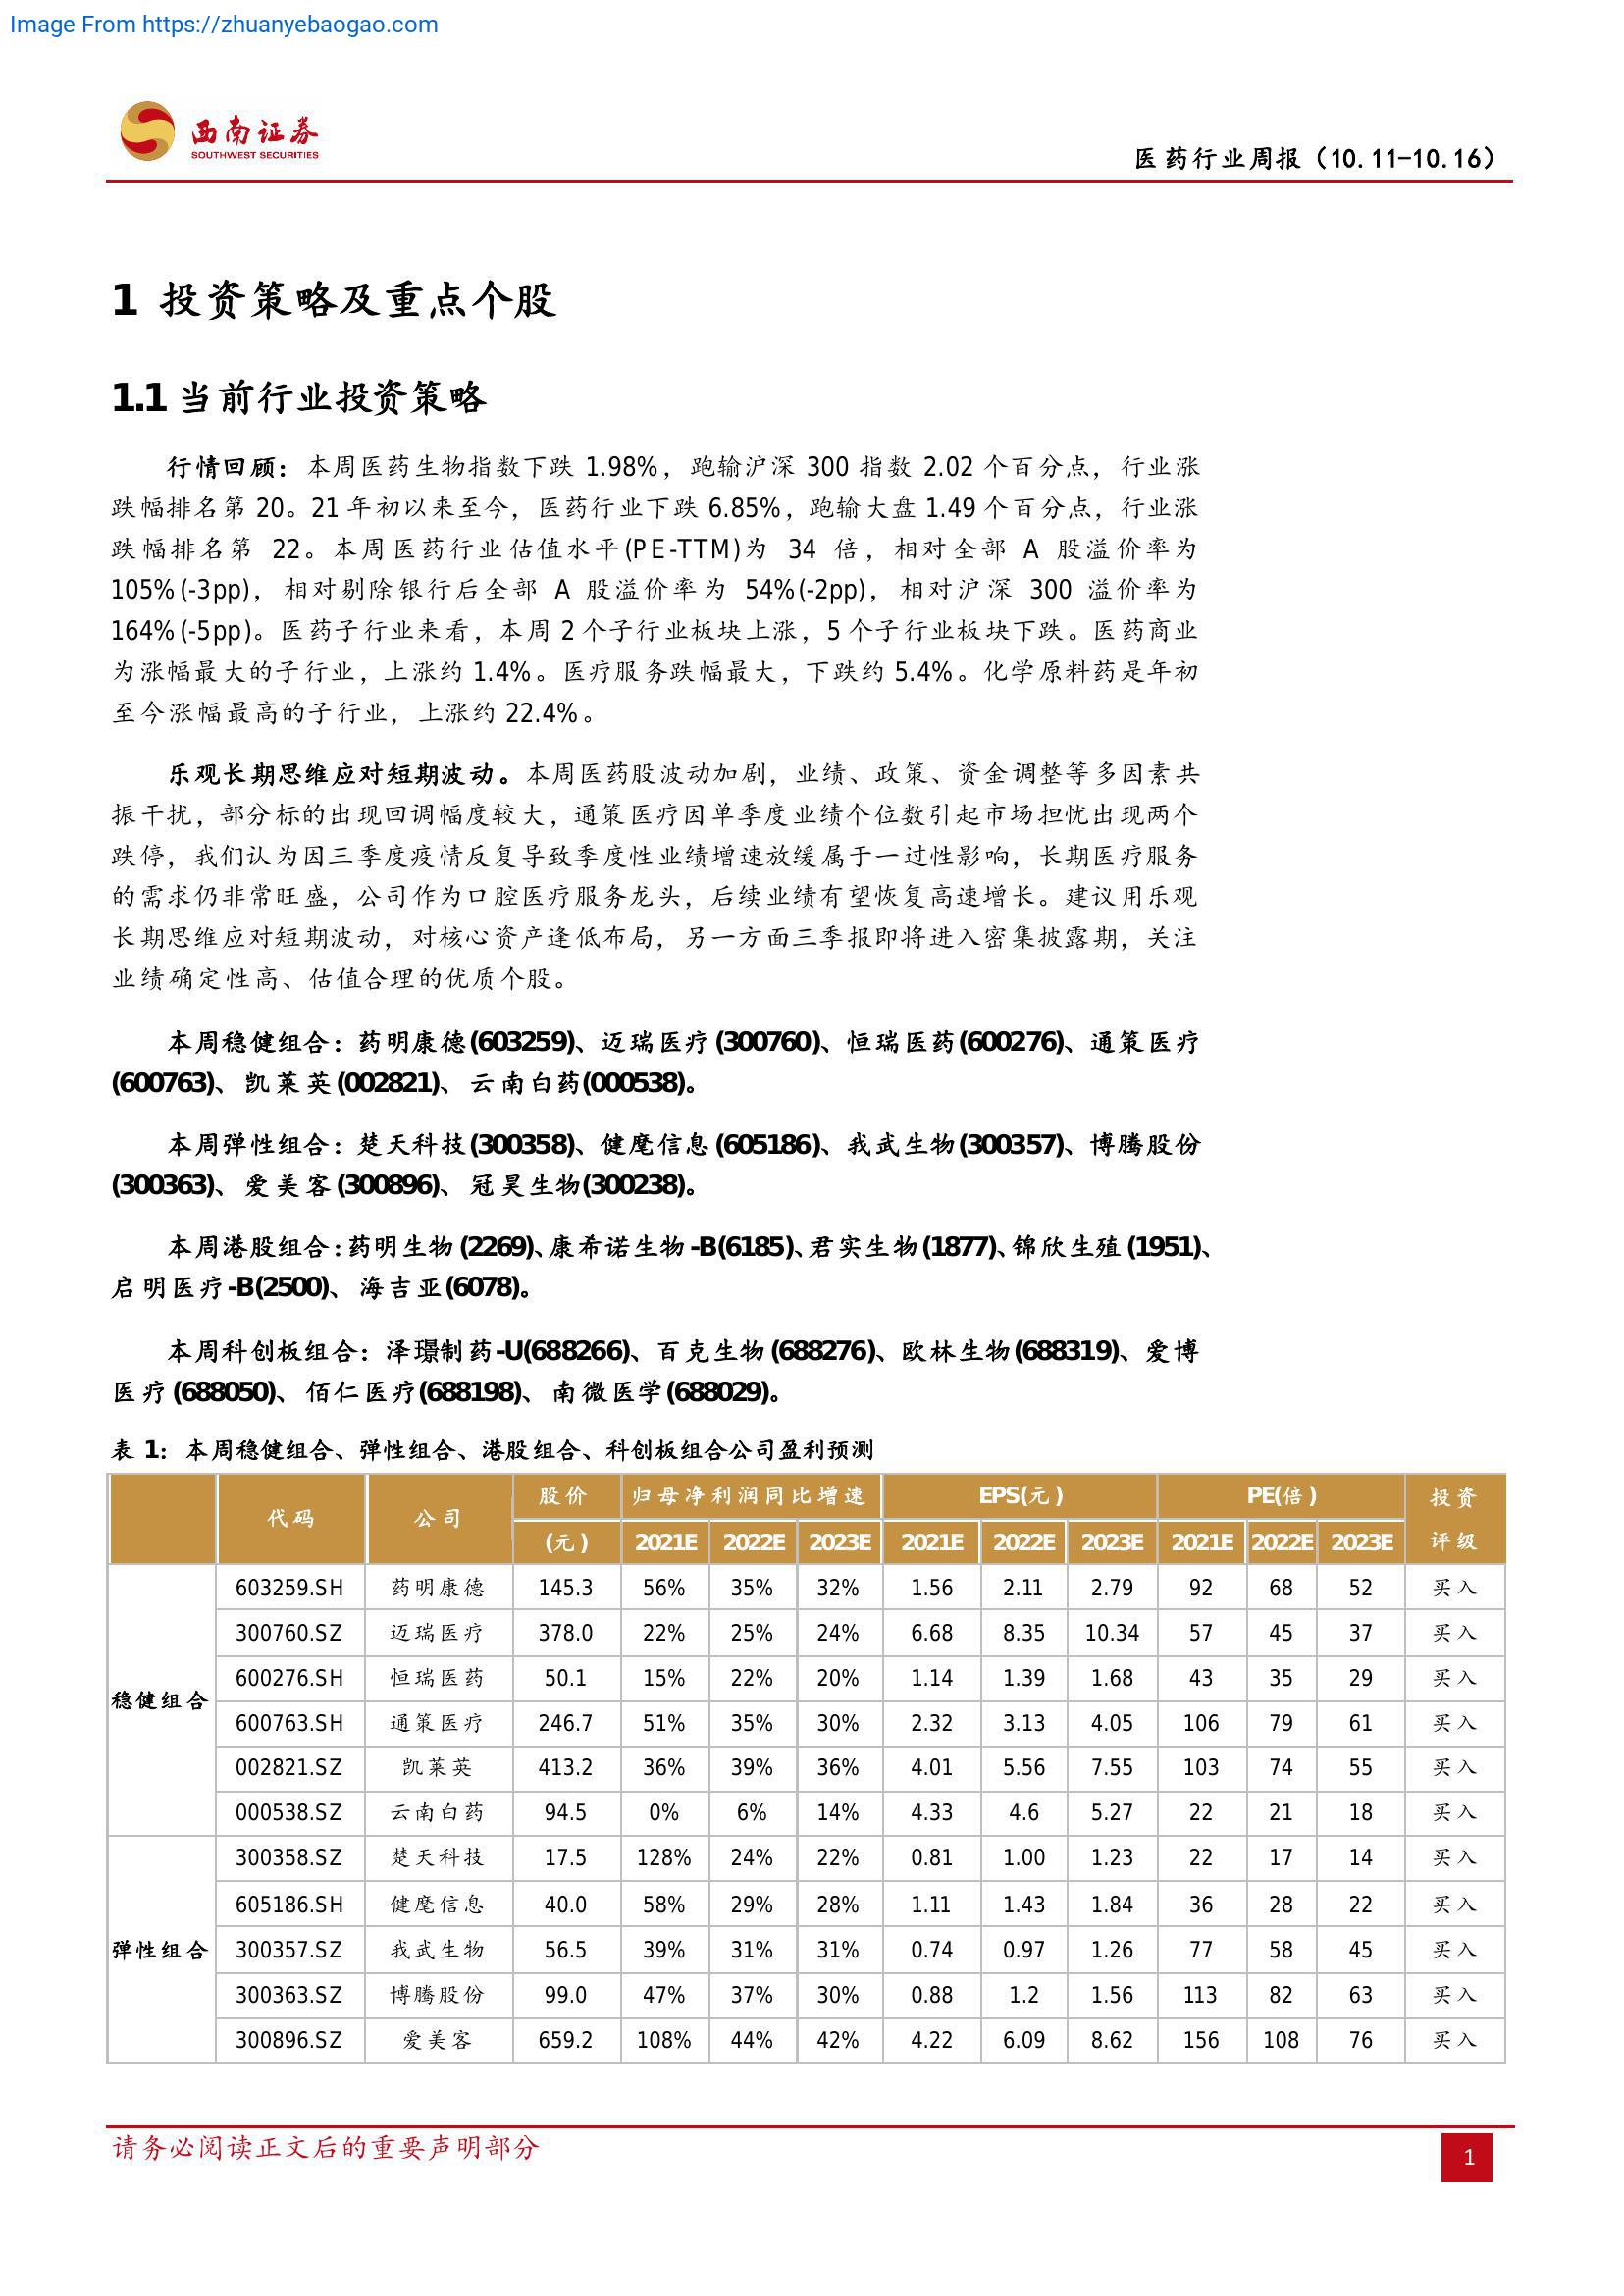 Image From https://zhuanyebaogao.com
西南证券
SOUTHWEST SECURITIES
医药行业周报（10.11-10.16）
1 投资策略及重点个股
1.1 当前行业投资策略
行情回顾：本周医药生物指数下跌 1.98%，跑输沪深 300 指数 2.02 个百分点，行业涨
跌幅排名第 20。21 年初以来至今，医药行业下跌 6.85%，跑输大盘 1.49 个百分点，行业涨
跌幅排名第 22。本周医药行业估值水平(PE-TTM)为 34 倍，相对全部 A 股溢价率为
105%(-3pp)，相对剔除银行后全部 A 股溢价率为 54%(-2pp)，相对沪深 300 溢价率为
164%(-5pp)。医药子行业来看，本周 2 个子行业板块上涨，5 个子行业板块下跌。医药商业
为涨幅最大的子行业，上涨约 1.4%。医疗服务跌幅最大，下跌约 5.4%。化学原料药是年初
至今涨幅最高的子行业，上涨约 22.4%。
乐观长期思维应对短期波动。本周医药股波动加剧，业绩、政策、资金调整等多因素共
振干扰，部分标的出现回调幅度较大，通策医疗因单季度业绩个位数引起市场担忧出现两个
跌停，我们认为因三季度疫情反复导致季度性业绩增速放缓属于一过性影响，长期医疗服务
的需求仍非常旺盛，公司作为口腔医疗服务龙头，后续业绩有望恢复高速增长。建议用乐观
长期思维应对短期波动，对核心资产逢低布局，另一方面三季报即将进入密集披露期，关注
业绩确定性高、估值合理的优质个股。
本周稳健组合：药明康德(603259)、迈瑞医疗(300760)、恒瑞医药(600276)、通策医疗
(600763)、凯莱英(002821)、云南白药(000538)。
本周弹性组合：楚天科技(300358)、健麾信息(605186)、我武生物(300357)、博腾股份
(300363)、爱美客(300896)、冠昊生物(300238)。
本周港股组合：药明生物(2269)、康希诺生物-B(6185)、君实生物(1877)、锦欣生殖(1951)、
启明医疗-B(2500)、海吉亚(6078)。
本周科创板组合：泽璟制药-U(688266)、百克生物(688276)、欧林生物(688319)、爱博
医疗(688050)、佰仁医疗(688198)、南微医学(688029)。
表 1：本周稳健组合、弹性组合、港股组合、科创板组合公司盈利预测
代码 公司 股价 归母净利润同比增速 EPS(元) PE(倍) 投资
(元) 2021E 2022E 2023E 2021E 2022E 2023E 2021E 2022E 2023E 评级
603259.SH 药明康德 145.3 56% 35% 32% 1.56 2.11 2.79 92 68 52 买入
300760.SZ 迈瑞医疗 378.0 22% 25% 24% 6.68 8.35 10.34 57 45 37 买入
600276.SH 恒瑞医药 50.1 15% 22% 20% 1.14 1.39 1.68 43 35 29 买入
稳健组合
600763.SH 通策医疗 246.7 51% 35% 30% 2.32 3.13 4.05 106 79 61 买入
002821.SZ 凯莱英 413.2 36% 39% 36% 4.01 5.56 7.55 103 74 55 买入
000538.SZ 云南白药 94.5 0% 6% 14% 4.33 4.6 5.27 22 21 18 买入
300358.SZ 楚天科技 17.5 128% 24% 22% 0.81 1.00 1.23 22 17 14 买入
605186.SH 健麾信息 40.0 58% 29% 28% 1.11 1.43 1.84 36 28 22 买入
弹性组合 300357.SZ 我武生物 56.5 39% 31% 31% 0.74 0.97 1.26 77 58 45 买入
300363.SZ 博腾股份 99.0 47% 37% 30% 0.88 1.2 1.56 113 82 63 买入
300896.SZ 爱美客 659.2 108% 44% 42% 4.22 6.09 8.62 156 108 76 买入
请务必阅读正文后的重要声明部分
1